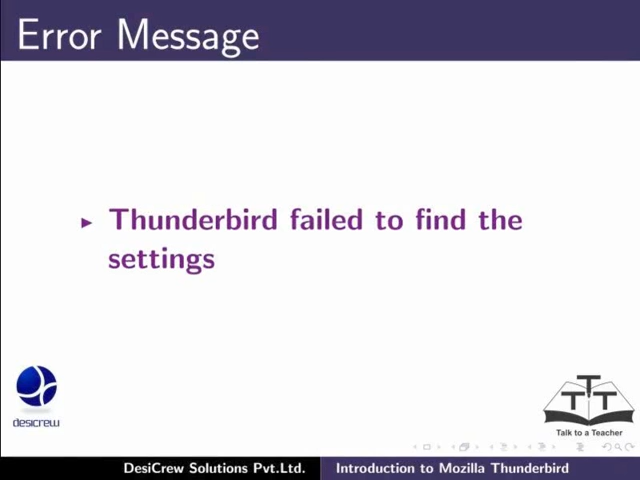 Error Message
Thunderbird failed to find the
settings
desicrew
TTT
Talk to a Teacher
DesiCrew Solutions Pvt.Ltd. Introduction to Mozilla Thunderbird